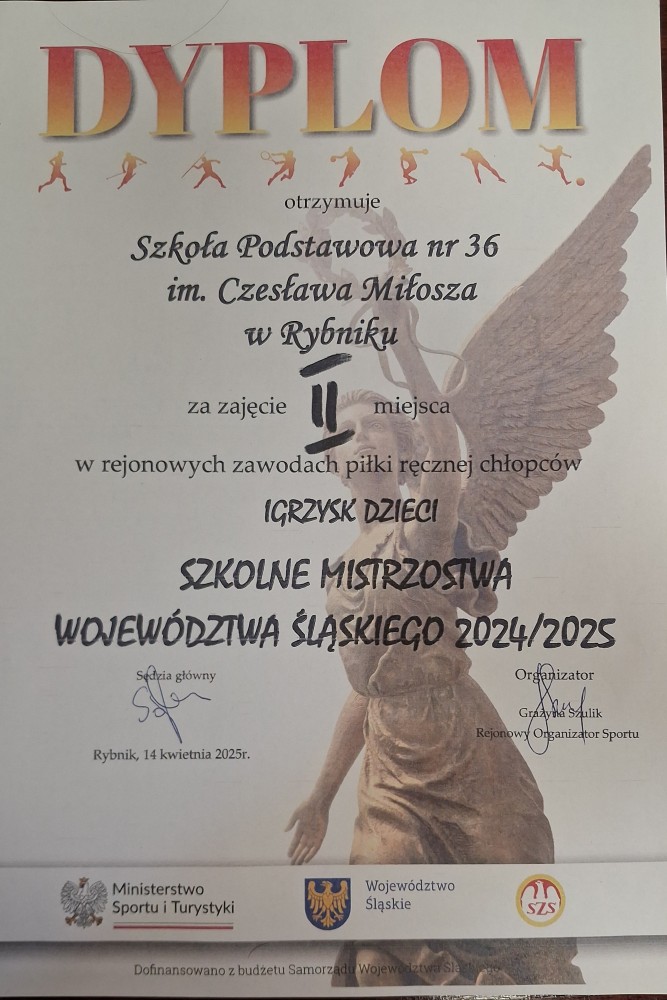 DYPLOM
otrzymuje
Szkoła Podstawowa nr 36
im. Czesława Miłosza
w Rybniku
za zajęcie II miejsca
w rejonowych zawodach piłki ręcznej chłopców
IGRZYSK DZIECI
SZKOLNE MISTRZOSTWA
WOJEWÓDZTWA ŚLĄSKIEGO 2024/2025
Sędzia główny
Organizator
Grażyna Szulik
Rejonowy Organizator Sportu
Rybnik, 14 kwietnia 2025r.
Ministerstwo
Sportu i Turystyki
Województwo
Śląskie
SZS
Dofinansowano z budżetu Samorządu Województwa Śląskiego